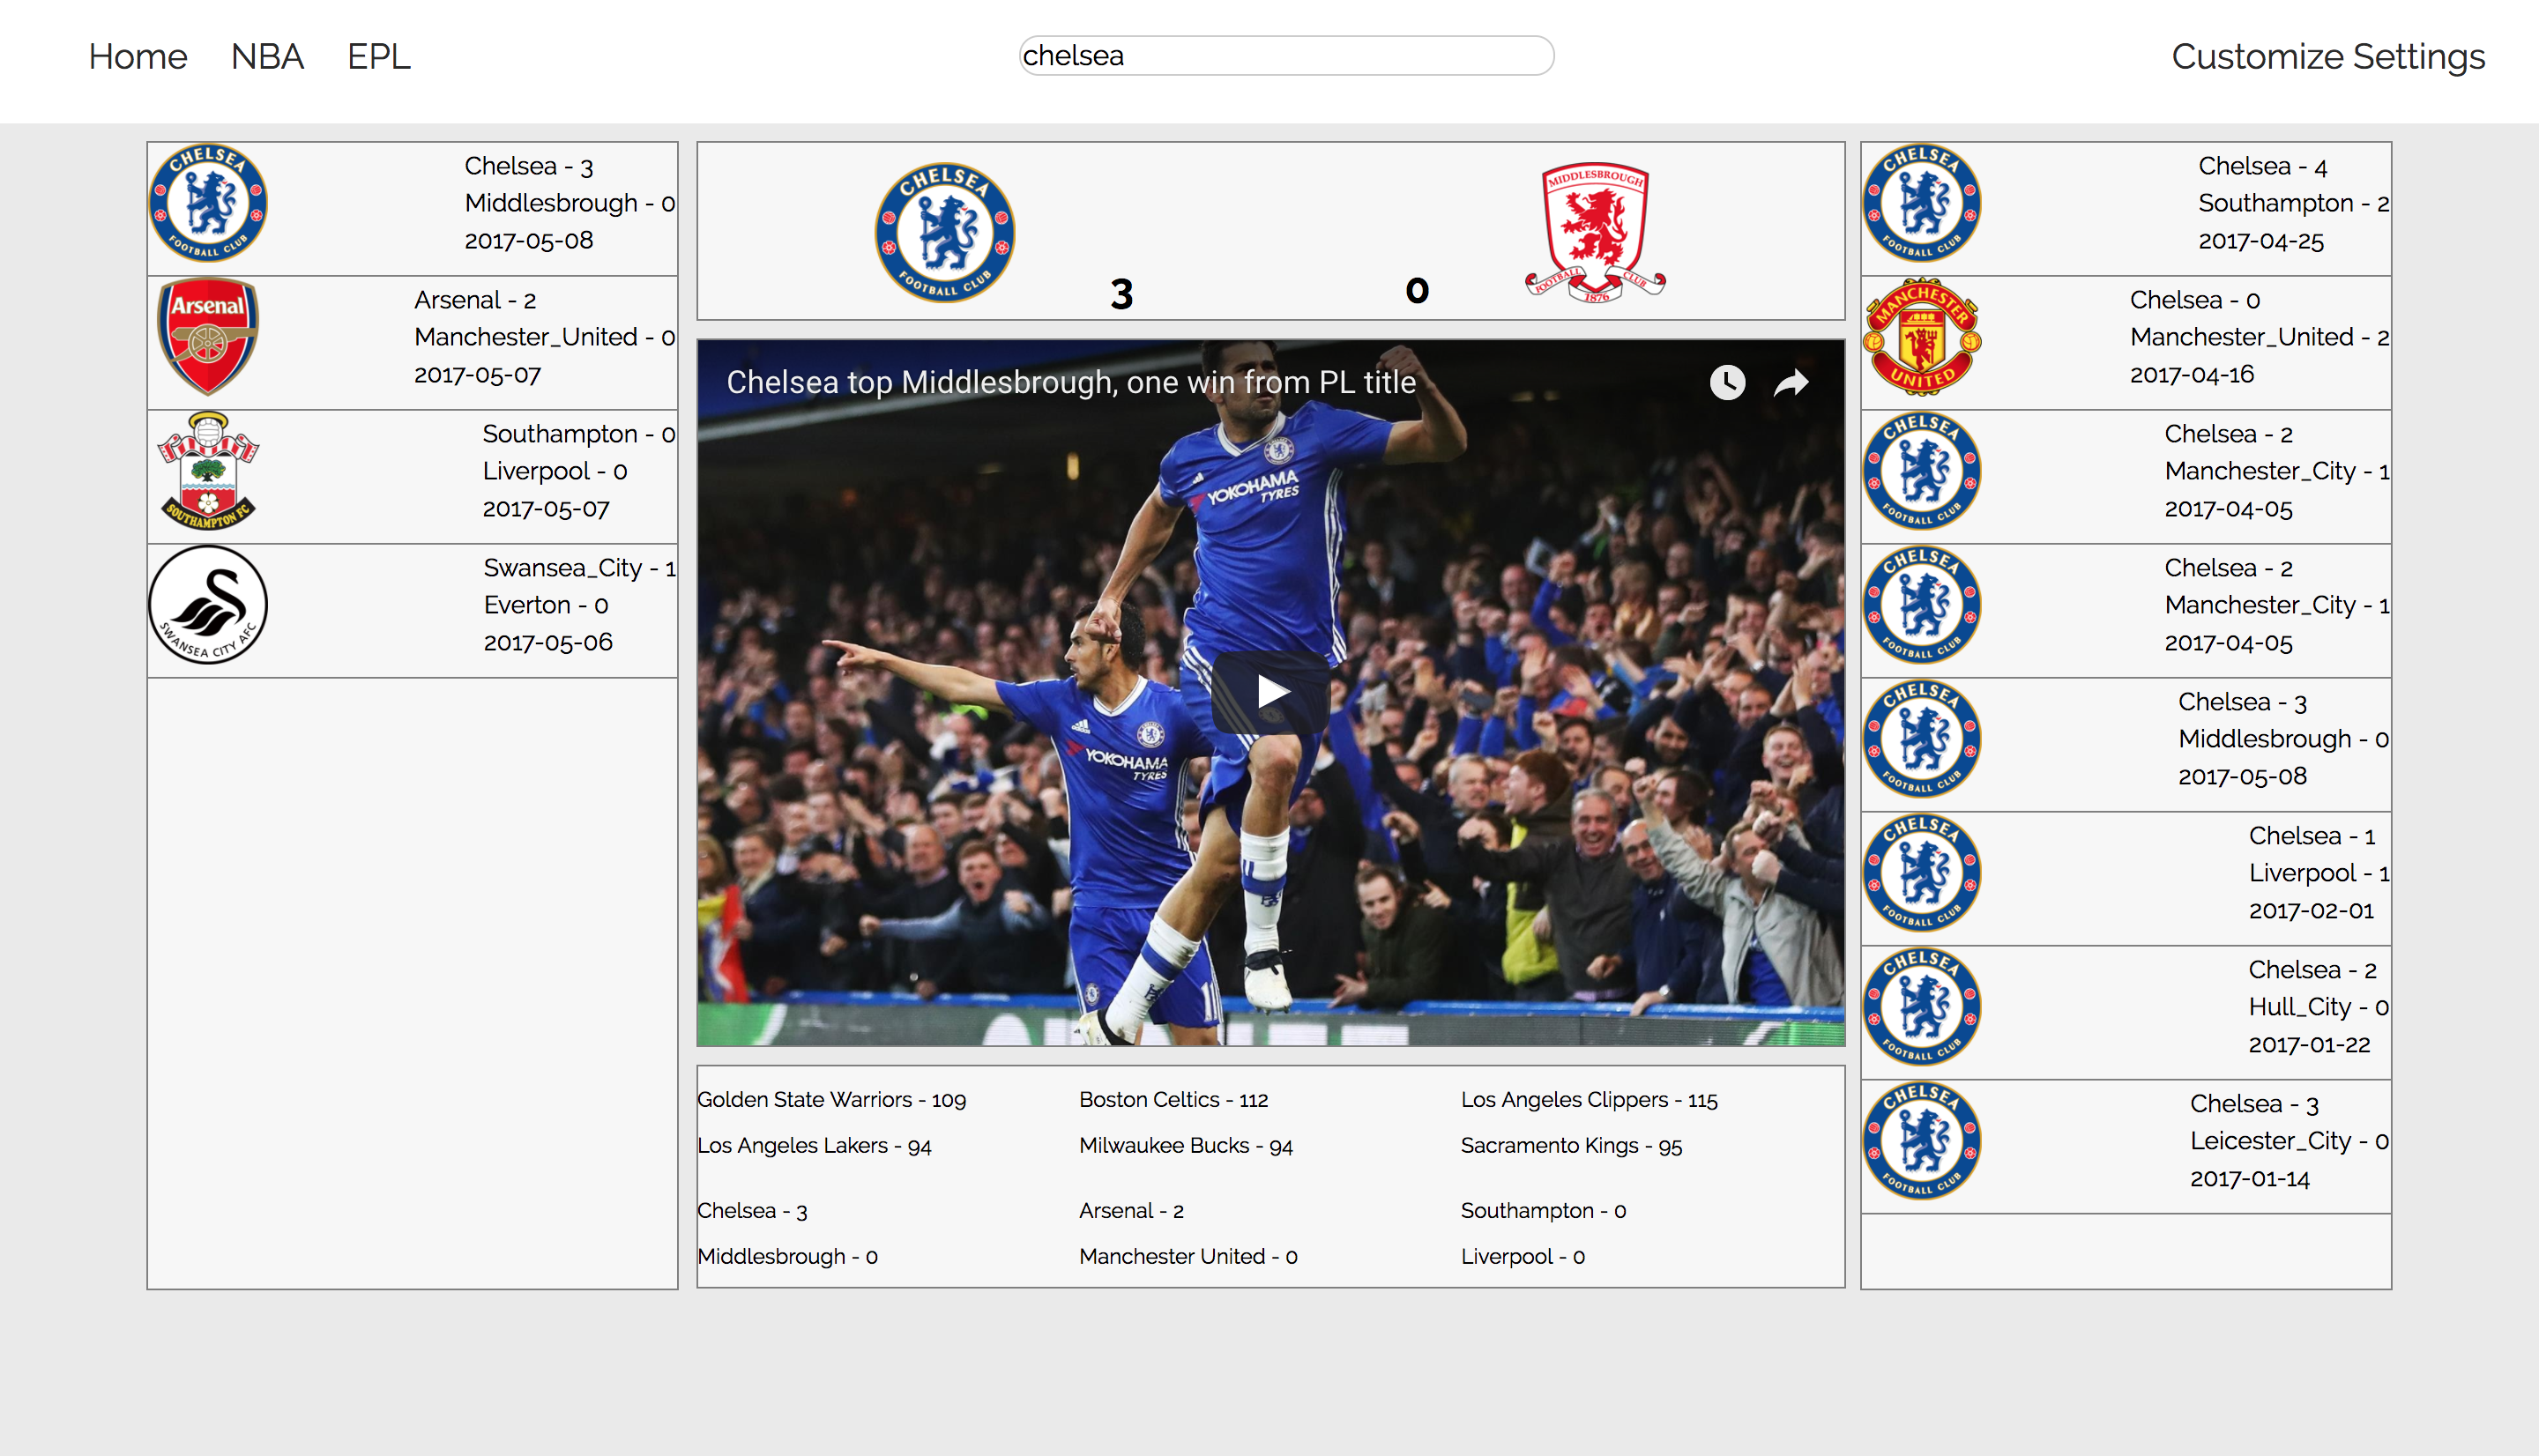 Home NBA EPL chelsea Customize Settings
CHELSEA
FOOTBALL CLUB
Chelsea - 3
Middlesbrough - 0
2017-05-08
Arsenal
Arsenal - 2
Manchester_United - 0
2017-05-07
SOUTHAMPTON FC
Southampton - 0
Liverpool - 0
2017-05-07
SWANSEA CITY AFC
Swansea_City - 1
Everton - 0
2017-05-06
CHELSEA
FOOTBALL CLUB
3
0
MIDDLESBROUGH
FOOTBALL CLUB
1876
Chelsea top Middlesbrough, one win from PL title
YOKOHAMA
TYRES
YOKOHAMA
TYRES
Golden State Warriors - 109
Los Angeles Lakers - 94
Boston Celtics - 112
Milwaukee Bucks - 94
Los Angeles Clippers - 115
Sacramento Kings - 95
Chelsea - 3
Middlesbrough - 0
Arsenal - 2
Manchester United - 0
Southampton - 0
Liverpool - 0
CHELSEA
FOOTBALL CLUB
Chelsea - 4
Southampton - 2
2017-04-25
MANCHESTER
UNITED
Chelsea - 0
Manchester_United - 2
2017-04-16
CHELSEA
FOOTBALL CLUB
Chelsea - 2
Manchester_City - 1
2017-04-05
CHELSEA
FOOTBALL CLUB
Chelsea - 2
Manchester_City - 1
2017-04-05
CHELSEA
FOOTBALL CLUB
Chelsea - 3
Middlesbrough - 0
2017-05-08
CHELSEA
FOOTBALL CLUB
Chelsea - 1
Liverpool - 1
2017-02-01
CHELSEA
FOOTBALL CLUB
Chelsea - 2
Hull_City - 0
2017-01-22
CHELSEA
FOOTBALL CLUB
Chelsea - 3
Leicester_City - 0
2017-01-14